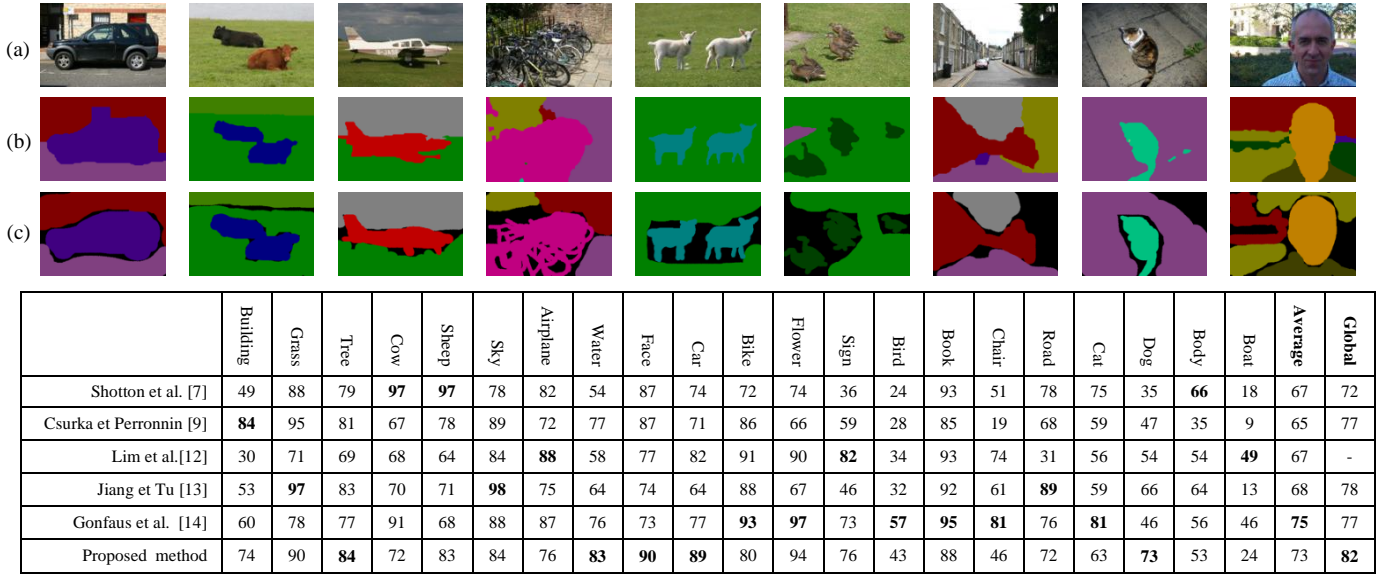 (a)
(b)
(c)
Building Grass Tree Cow Sheep Sky Airplane Water Face Car Bike Flower Sign Bird Book Chair Road Cat Dog Body Boat Average Global
Shotton et al. [7] 49 88 79 97 97 78 82 54 87 74 72 74 36 24 93 51 78 75 35 66 18 67 72
Csurka et Perronnin [9] 84 95 81 67 78 89 72 77 87 71 86 66 59 28 85 19 68 59 47 35 9 65 77
Lim et al.[12] 30 71 69 68 64 84 88 58 77 82 91 90 82 34 93 74 31 56 54 54 49 67 -
Jiang et Tu [13] 53 97 83 70 71 98 75 64 74 64 88 67 46 32 92 61 89 59 66 64 13 68 78
Gonfaus et al. [14] 60 78 77 91 68 88 87 76 73 77 93 97 73 57 95 81 76 81 46 56 46 75 77
Proposed method 74 90 84 72 83 84 76 83 90 89 80 94 76 43 88 46 72 63 73 53 24 73 82